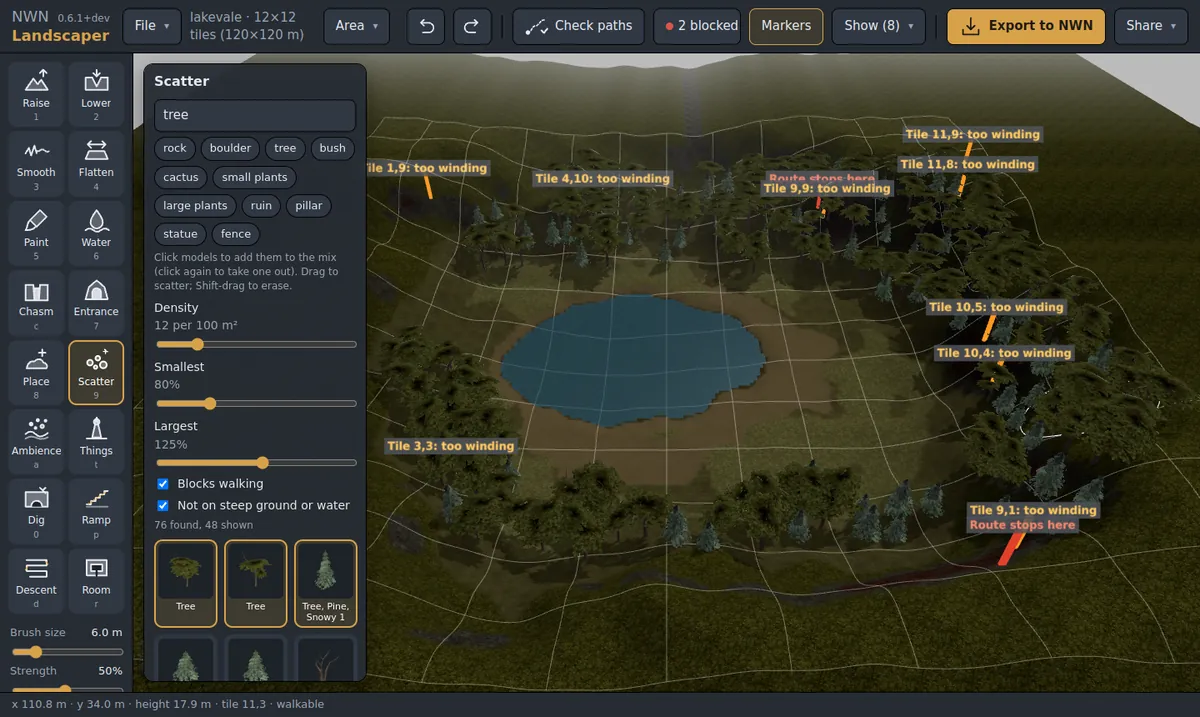 NWN 0.6.1+dev
Landscaper
File
lakevale · 12×12
tiles (120×120 m)
Area
Check paths
2 blocked
Markers
Show (8)
Export to NWN
Share
Raise
1
Lower
2
Smooth
3
Flatten
4
Paint
5
Water
6
Chasm
c
Entrance
7
Place
8
Scatter
9
Ambience
a
Things
t
Dig
0
Ramp
p
Descent
d
Room
r
Brush size 6.0 m
Strength 50%
Scatter
tree
rock
boulder
tree
bush
cactus
small plants
large plants
ruin
pillar
statue
fence
Click models to add them to the mix
(click again to take one out). Drag to
scatter; Shift-drag to erase.
Density
12 per 100 m²
Smallest
80%
Largest
125%
Blocks walking
Not on steep ground or water
76 found, 48 shown
Tree
Tree
Tree, Pine,
Snowy 1
Tile 11,9: too winding
Tile 11,8: too winding
ile 1,9: too winding
Tile 4,10: too winding
Route stops here
Tile 9,9: too winding
Tile 10,5: too winding
Tile 10,4: too winding
Tile 3,3: too winding
Tile 9,1: too winding
Route stops here
x 110.8 m · y 34.0 m · height 17.9 m · tile 11,3 · walkable